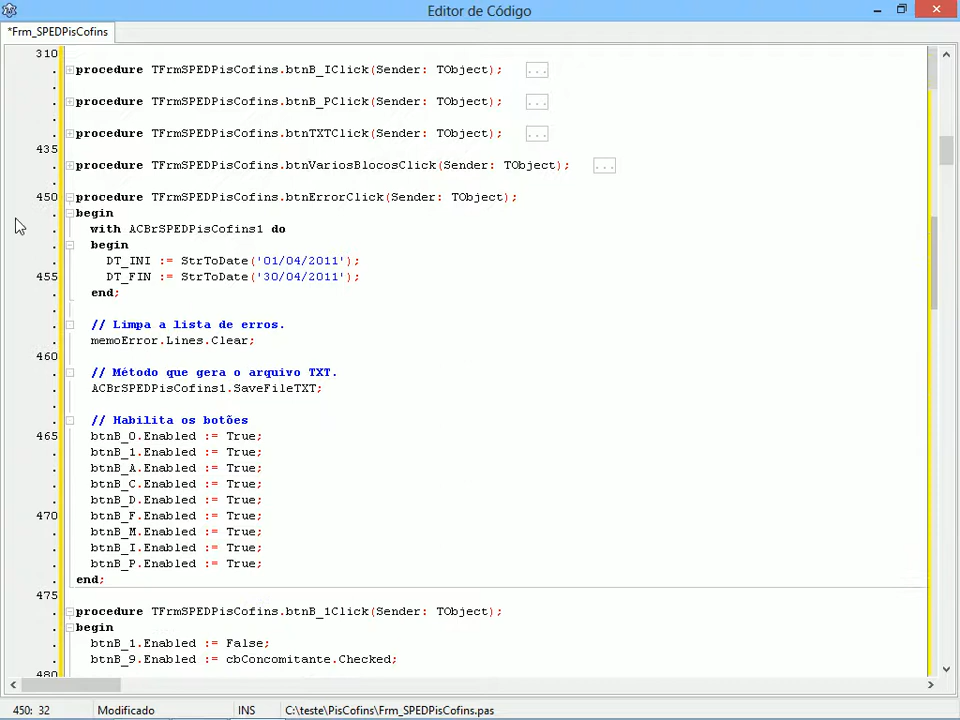 Editor de Código
*Frm_SPEDPisCofins
310
procedure TFrmSPEDPisCofins.btnB_IClick(Sender: TObject); ...
procedure TFrmSPEDPisCofins.btnB_PClick(Sender: TObject); ...
procedure TFrmSPEDPisCofins.btnTXTClick(Sender: TObject); ...
435
procedure TFrmSPEDPisCofins.btnVariosBlocosClick(Sender: TObject); ...
450 procedure TFrmSPEDPisCofins.btnErrorClick(Sender: TObject);
begin
with ACBrSPEDPisCofins1 do
begin
DT_INI := StrToDate('01/04/2011');
455 DT_FIN := StrToDate('30/04/2011');
end;
// Limpa a lista de erros.
memoError.Lines.Clear;
460
// Método que gera o arquivo TXT.
ACBrSPEDPisCofins1.SaveFileTXT;
// Habilita os botões
465 btnB_0.Enabled := True;
btnB_1.Enabled := True;
btnB_A.Enabled := True;
btnB_C.Enabled := True;
btnB_D.Enabled := True;
470 btnB_F.Enabled := True;
btnB_M.Enabled := True;
btnB_I.Enabled := True;
btnB_P.Enabled := True;
end;
475
procedure TFrmSPEDPisCofins.btnB_1Click(Sender: TObject);
begin
btnB_1.Enabled := False;
btnB_9.Enabled := cbConcomitante.Checked;
480
450: 32 Modificado INS C:\teste\PisCofins\Frm_SPEDPisCofins.pas